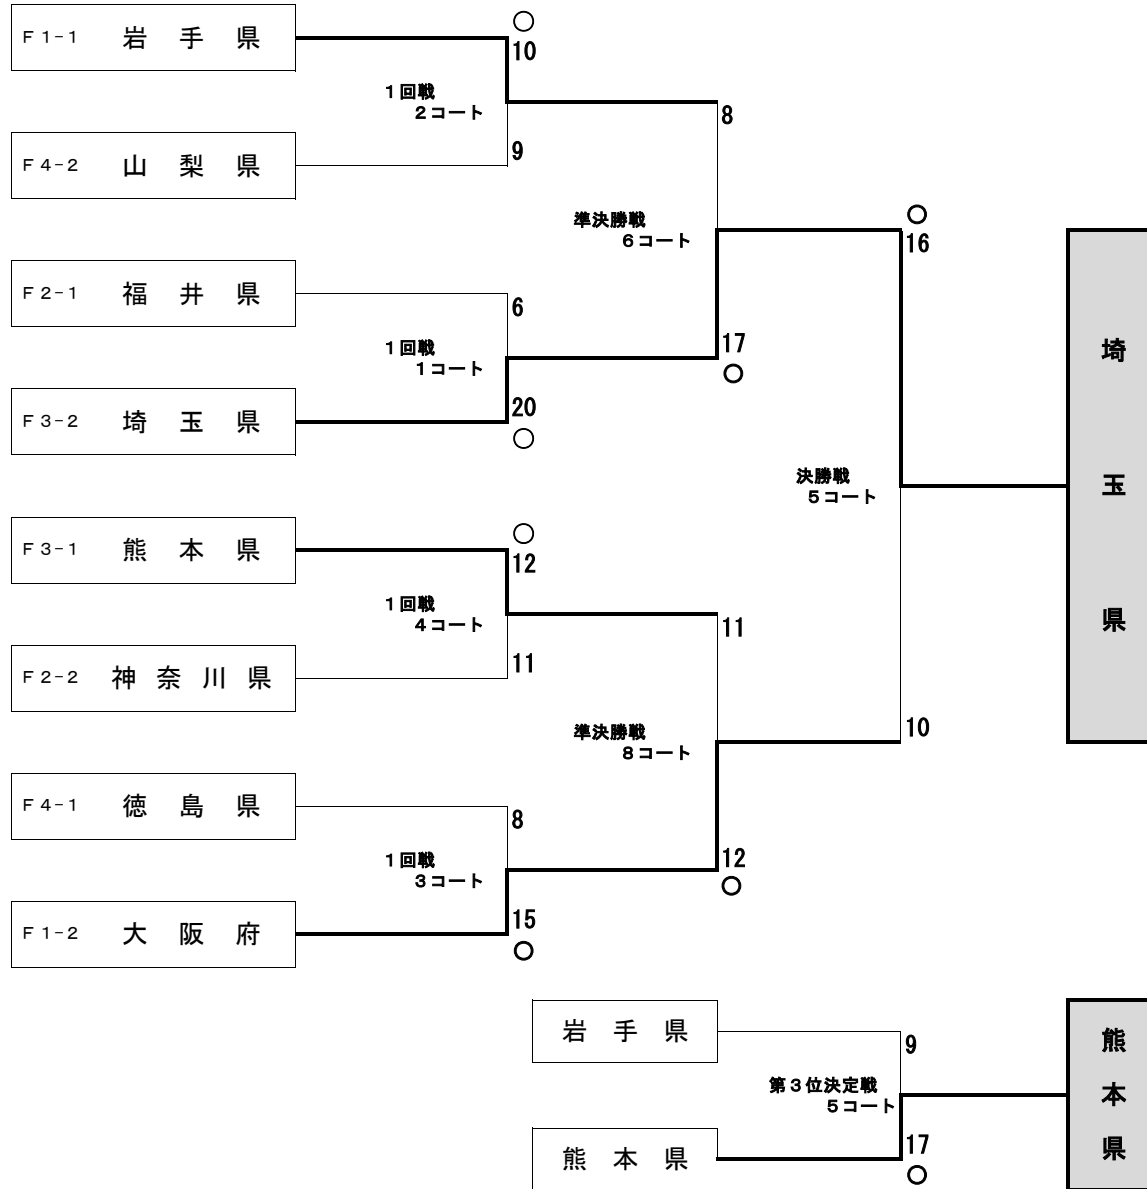 Ｆ１-１ 岩 手 県
○
10
１回戦
２コート
8
9
Ｆ４-２ 山 梨 県
準決勝戦
６コート
○
16
Ｆ２-１ 福 井 県
6
１回戦
１コート
17
○
Ｆ３-２ 埼 玉 県
20
○
決勝戦
５コート
埼
玉
県
Ｆ３-１ 熊 本 県
○
12
１回戦
４コート
11
11
Ｆ２-２ 神 奈 川 県
準決勝戦
８コート
10
Ｆ４-１ 徳 島 県
8
１回戦
３コート
12
○
Ｆ１-２ 大 阪 府
15
○
岩 手 県
9
第３位決定戦
５コート
熊 本 県
17
○
熊
本
県